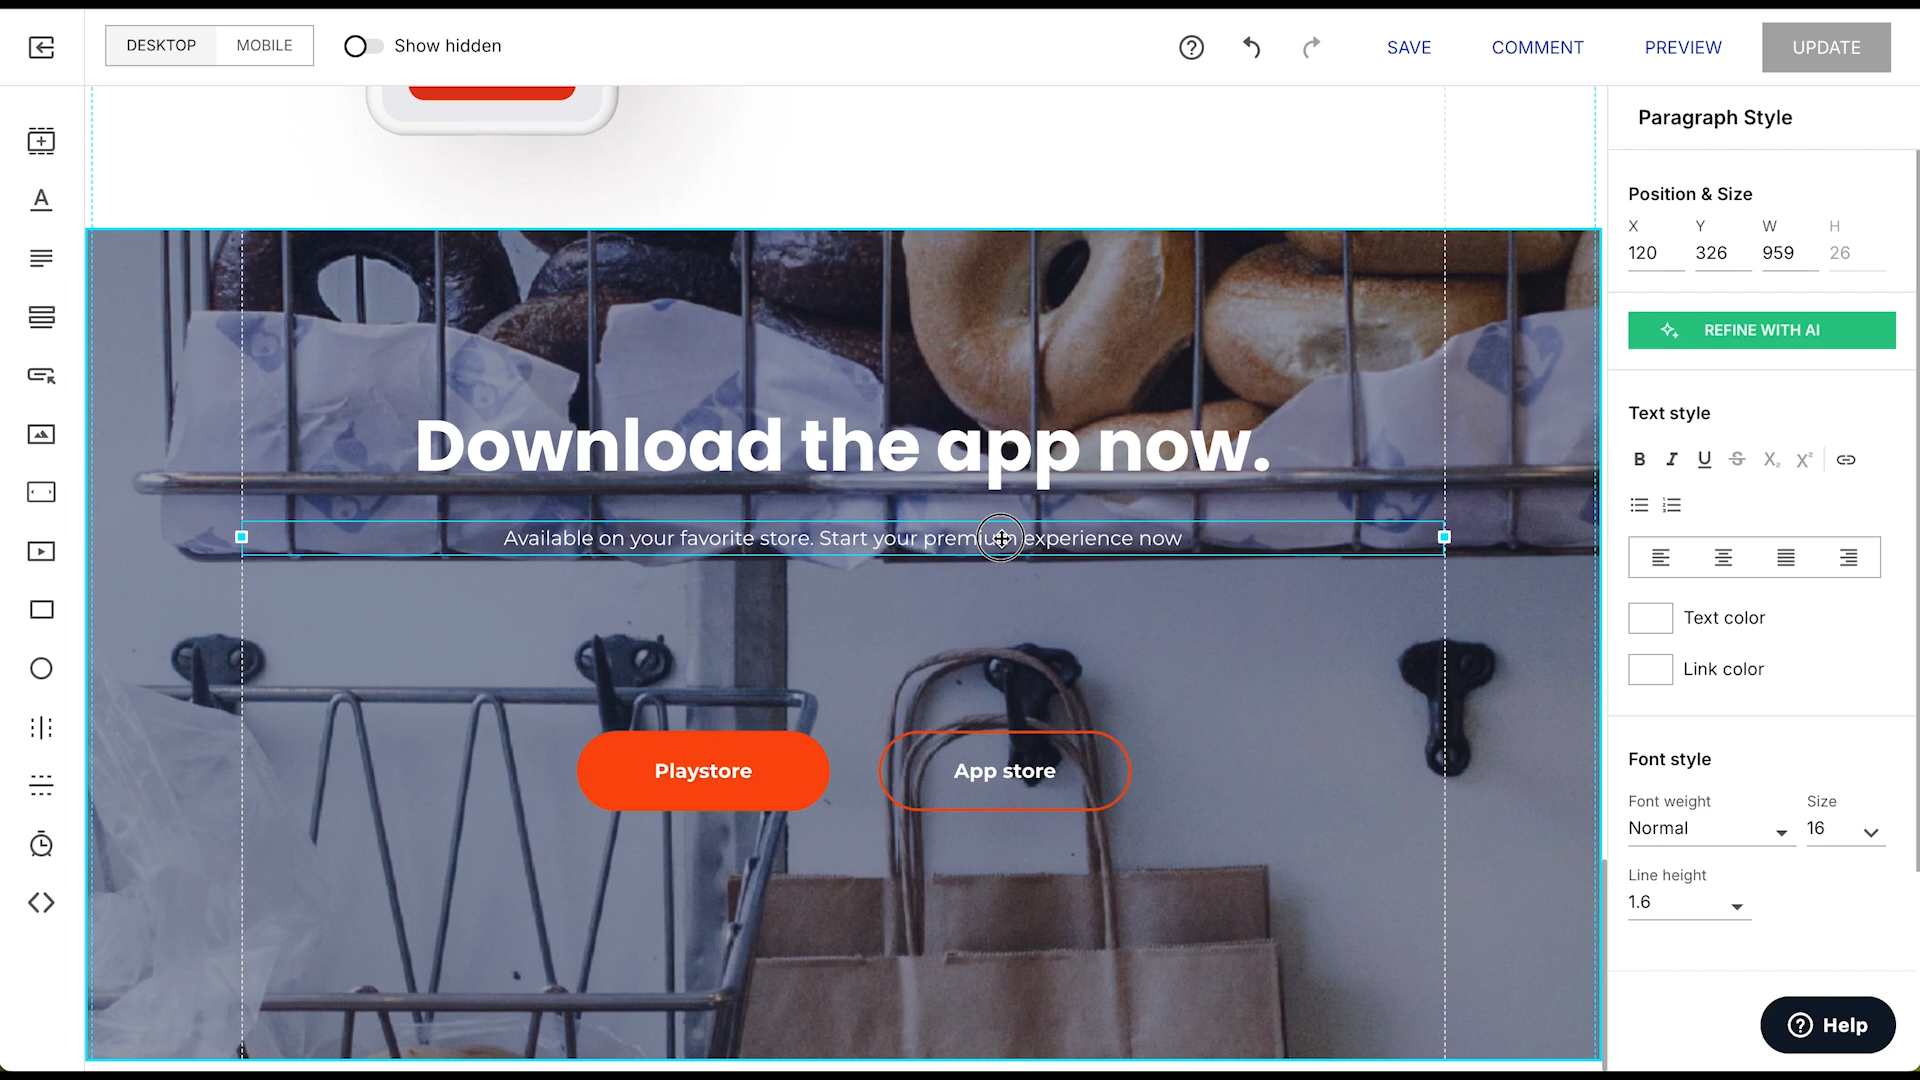 DESKTOP
MOBILE
Show hidden
SAVE
COMMENT
PREVIEW
UPDATE
Paragraph Style
Position & Size
X
Y
W
H
120
326
959
26
REFINE WITH AI
Text style
B I U S X₂ X²
Text color
Link color
Font style
Font weight
Size
Normal
16
Line height
1.6
Help
Download the app now.
Available on your favorite store. Start your premium experience now
Playstore
App store